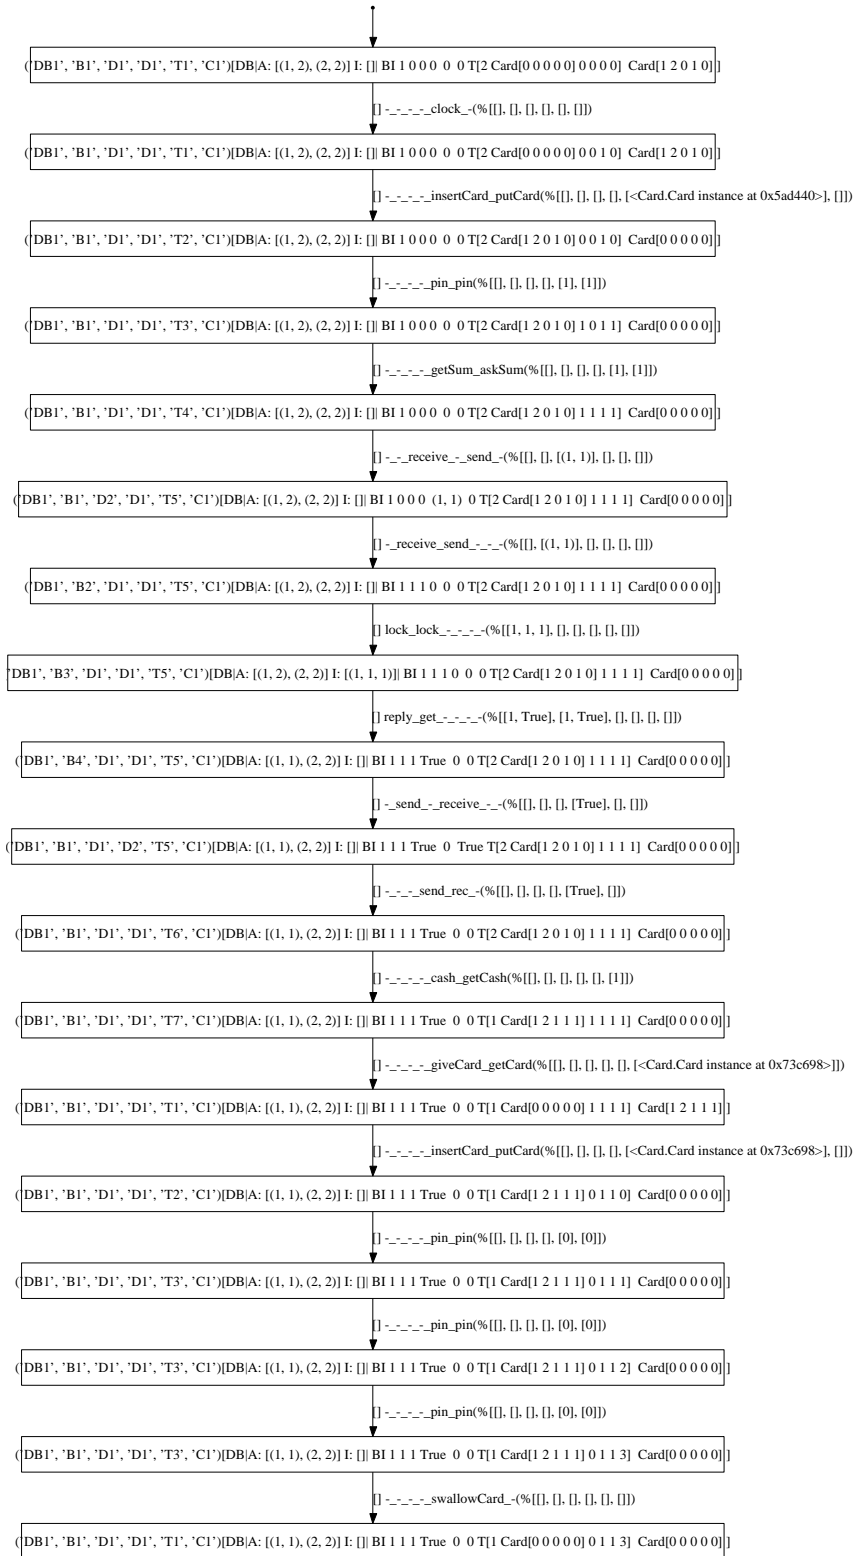 ('DB1', 'B1', 'D1', 'D1', 'T1', 'C1')[DB|A: [(1, 2), (2, 2)] I: []| BI 1 0 0 0  0  0 T[2 Card[0 0 0 0 0] 0 0 0 0]  Card[1 2 0 1 0] ]
[] -_-_-_-_clock_-(%[[], [], [], [], [], []])
('DB1', 'B1', 'D1', 'D1', 'T1', 'C1')[DB|A: [(1, 2), (2, 2)] I: []| BI 1 0 0 0  0  0 T[2 Card[0 0 0 0 0] 0 0 1 0]  Card[1 2 0 1 0] ]
[] -_-_-_-_insertCard_putCard(%[[], [], [], [], [<Card.Card instance at 0x5ad440>], []])
('DB1', 'B1', 'D1', 'D1', 'T2', 'C1')[DB|A: [(1, 2), (2, 2)] I: []| BI 1 0 0 0  0  0 T[2 Card[1 2 0 1 0] 0 0 1 0]  Card[0 0 0 0 0] ]
[] -_-_-_-_pin_pin(%[[], [], [], [], [1], [1]])
('DB1', 'B1', 'D1', 'D1', 'T3', 'C1')[DB|A: [(1, 2), (2, 2)] I: []| BI 1 0 0 0  0  0 T[2 Card[1 2 0 1 0] 1 0 1 1]  Card[0 0 0 0 0] ]
[] -_-_-_-_getSum_askSum(%[[], [], [], [], [1], [1]])
('DB1', 'B1', 'D1', 'D1', 'T4', 'C1')[DB|A: [(1, 2), (2, 2)] I: []| BI 1 0 0 0  0  0 T[2 Card[1 2 0 1 0] 1 1 1 1]  Card[0 0 0 0 0] ]
[] -_-_receive_-_send_-(%[[], [], [(1, 1)], [], [], []])
('DB1', 'B1', 'D2', 'D1', 'T5', 'C1')[DB|A: [(1, 2), (2, 2)] I: []| BI 1 0 0 0  (1, 1)  0 T[2 Card[1 2 0 1 0] 1 1 1 1]  Card[0 0 0 0 0] ]
[] -_receive_send_-_-_-(%[[], [(1, 1)], [], [], [], []])
('DB1', 'B2', 'D1', 'D1', 'T5', 'C1')[DB|A: [(1, 2), (2, 2)] I: []| BI 1 1 1 0  0  0 T[2 Card[1 2 0 1 0] 1 1 1 1]  Card[0 0 0 0 0] ]
[] lock_lock_-_-_-_-(%[[1, 1, 1], [], [], [], [], []])
'DB1', 'B3', 'D1', 'D1', 'T5', 'C1')[DB|A: [(1, 2), (2, 2)] I: [(1, 1, 1)]| BI 1 1 1 0  0  0 T[2 Card[1 2 0 1 0] 1 1 1 1]  Card[0 0 0 0 0] ]
[] reply_get_-_-_-_-(%[[1, True], [1, True], [], [], [], []])
('DB1', 'B4', 'D1', 'D1', 'T5', 'C1')[DB|A: [(1, 1), (2, 2)] I: []| BI 1 1 1 True  0  0 T[2 Card[1 2 0 1 0] 1 1 1 1]  Card[0 0 0 0 0] ]
[] -_send_-_receive_-_-(%[[], [], [], [True], [], []])
('DB1', 'B1', 'D1', 'D2', 'T5', 'C1')[DB|A: [(1, 1), (2, 2)] I: []| BI 1 1 1 True  0  True T[2 Card[1 2 0 1 0] 1 1 1 1]  Card[0 0 0 0 0] ]
[] -_-_-_send_rec_-(%[[], [], [], [], [True], []])
('DB1', 'B1', 'D1', 'D1', 'T6', 'C1')[DB|A: [(1, 1), (2, 2)] I: []| BI 1 1 1 True  0  0 T[2 Card[1 2 0 1 0] 1 1 1 1]  Card[0 0 0 0 0] ]
[] -_-_-_-_cash_getCash(%[[], [], [], [], [], [1]])
('DB1', 'B1', 'D1', 'D1', 'T7', 'C1')[DB|A: [(1, 1), (2, 2)] I: []| BI 1 1 1 True  0  0 T[1 Card[1 2 1 1 1] 1 1 1 1]  Card[0 0 0 0 0] ]
[] -_-_-_-_giveCard_getCard(%[[], [], [], [], [], [<Card.Card instance at 0x73c698>]])
('DB1', 'B1', 'D1', 'D1', 'T1', 'C1')[DB|A: [(1, 1), (2, 2)] I: []| BI 1 1 1 True  0  0 T[1 Card[0 0 0 0 0] 1 1 1 1]  Card[1 2 1 1 1] ]
[] -_-_-_-_insertCard_putCard(%[[], [], [], [], [<Card.Card instance at 0x73c698>], []])
('DB1', 'B1', 'D1', 'D1', 'T2', 'C1')[DB|A: [(1, 1), (2, 2)] I: []| BI 1 1 1 True  0  0 T[1 Card[1 2 1 1 1] 0 1 1 0]  Card[0 0 0 0 0] ]
[] -_-_-_-_pin_pin(%[[], [], [], [], [0], [0]])
('DB1', 'B1', 'D1', 'D1', 'T3', 'C1')[DB|A: [(1, 1), (2, 2)] I: []| BI 1 1 1 True  0  0 T[1 Card[1 2 1 1 1] 0 1 1 1]  Card[0 0 0 0 0] ]
[] -_-_-_-_pin_pin(%[[], [], [], [], [0], [0]])
('DB1', 'B1', 'D1', 'D1', 'T3', 'C1')[DB|A: [(1, 1), (2, 2)] I: []| BI 1 1 1 True  0  0 T[1 Card[1 2 1 1 1] 0 1 1 2]  Card[0 0 0 0 0] ]
[] -_-_-_-_pin_pin(%[[], [], [], [], [0], [0]])
('DB1', 'B1', 'D1', 'D1', 'T3', 'C1')[DB|A: [(1, 1), (2, 2)] I: []| BI 1 1 1 True  0  0 T[1 Card[1 2 1 1 1] 0 1 1 3]  Card[0 0 0 0 0] ]
[] -_-_-_-_swallowCard_-(%[[], [], [], [], [], []])
('DB1', 'B1', 'D1', 'D1', 'T1', 'C1')[DB|A: [(1, 1), (2, 2)] I: []| BI 1 1 1 True  0  0 T[1 Card[0 0 0 0 0] 0 1 1 3]  Card[0 0 0 0 0] ]